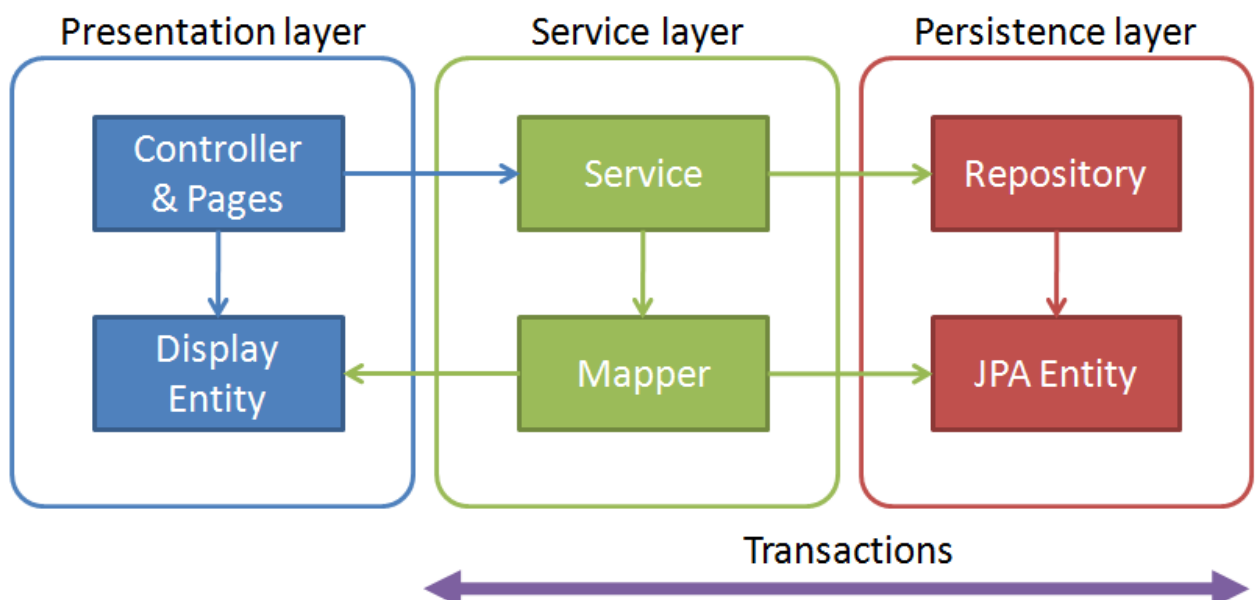 Presentation layer
Service layer
Persistence layer
Controller
& Pages
Service
Repository
Display
Entity
Mapper
JPA Entity
Transactions